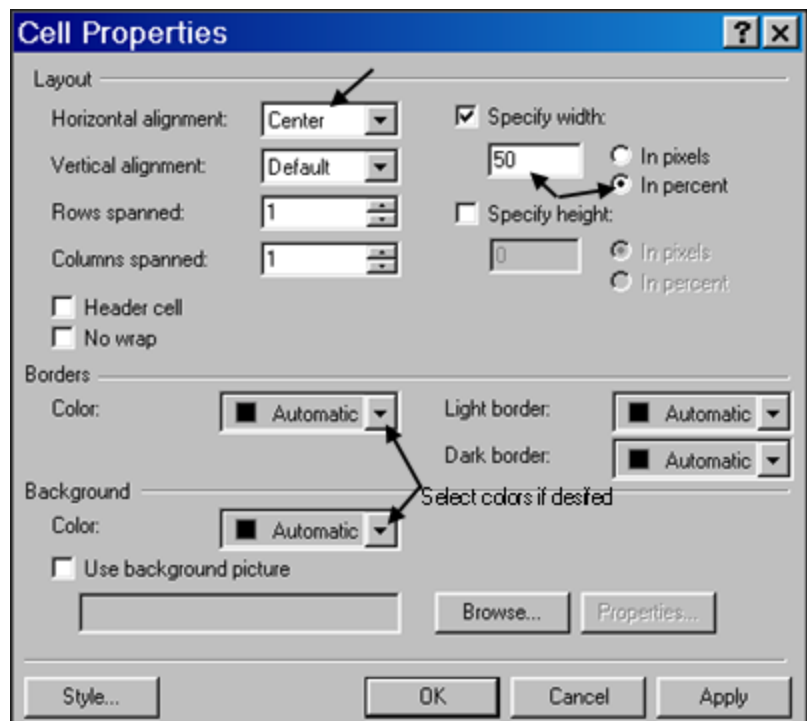 Cell Properties
Layout
Horizontal alignment: Center
Specify width:
Vertical alignment: Default
50
In pixels
In percent
Rows spanned: 1
Specify height:
Columns spanned: 1
0
In pixels
In percent
Header cell
No wrap
Borders
Color: Automatic
Light border: Automatic
Dark border: Automatic
Background
Select colors if desired
Color: Automatic
Use background picture
Browse... Properties...
Style... OK Cancel Apply